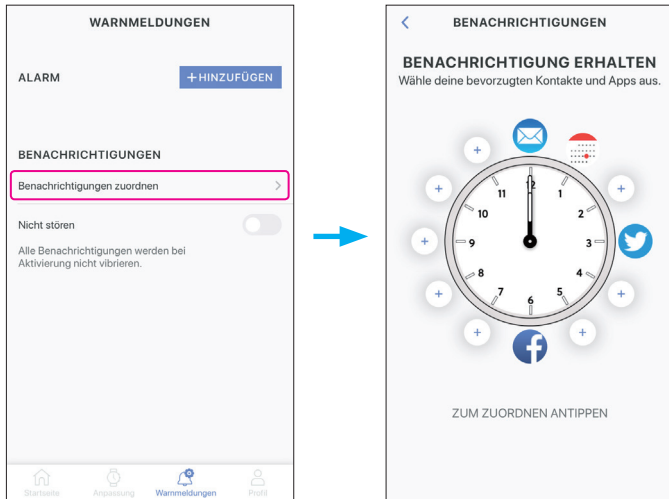 WARNMELDUNGEN
ALARM
+HINZUFÜGEN
BENACHRICHTIGUNGEN
Benachrichtigungen zuordnen
Nicht stören
Alle Benachrichtigungen werden bei
Aktivierung nicht vibrieren.
Startseite
Anpassung
Warnmeldungen
Profil
BENACHRICHTIGUNGEN
BENACHRICHTIGUNG ERHALTEN
Wähle deine bevorzugten Kontakte und Apps aus.
12
1
2
3
4
5
6
7
8
9
10
11
ZUM ZUORDNEN ANTIPPEN